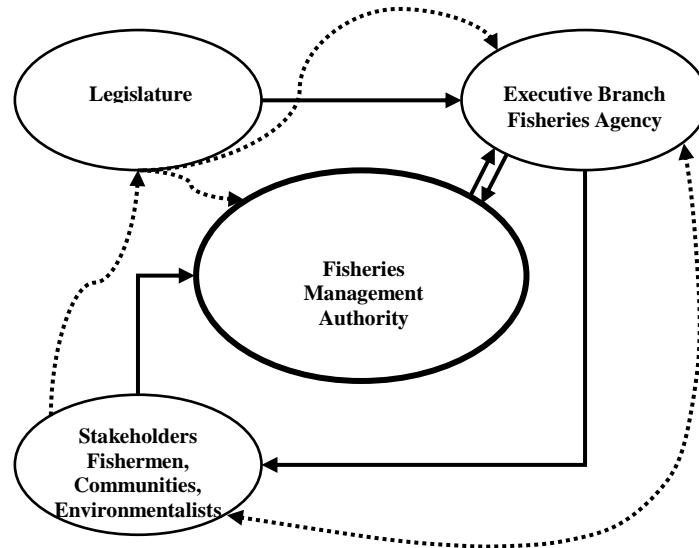 Legislature
Executive Branch
Fisheries Agency
Fisheries
Management
Authority
Stakeholders
Fishermen,
Communities,
Environmentalists